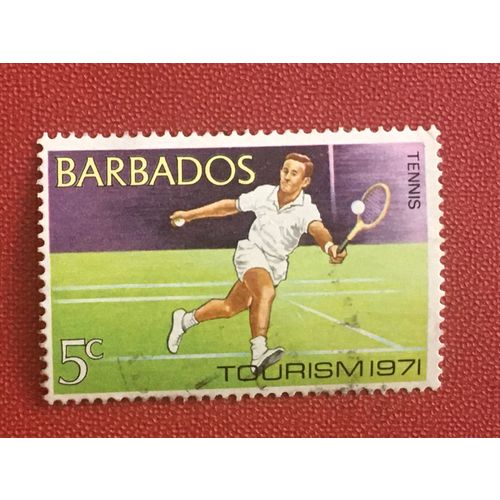 BARBADOS
TENNIS
5c
TOURISM 1971